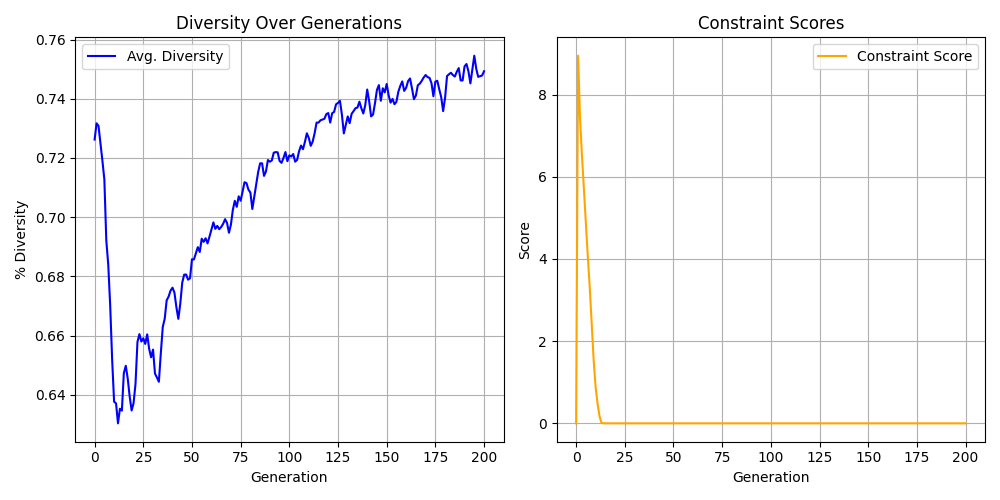 Diversity Over Generations
Avg. Diversity
% Diversity
0.76
0.74
0.72
0.70
0.68
0.66
0.64
0 25 50 75 100 125 150 175 200
Generation
Constraint Scores
Constraint Score
Score
8
6
4
2
0
0 25 50 75 100 125 150 175 200
Generation